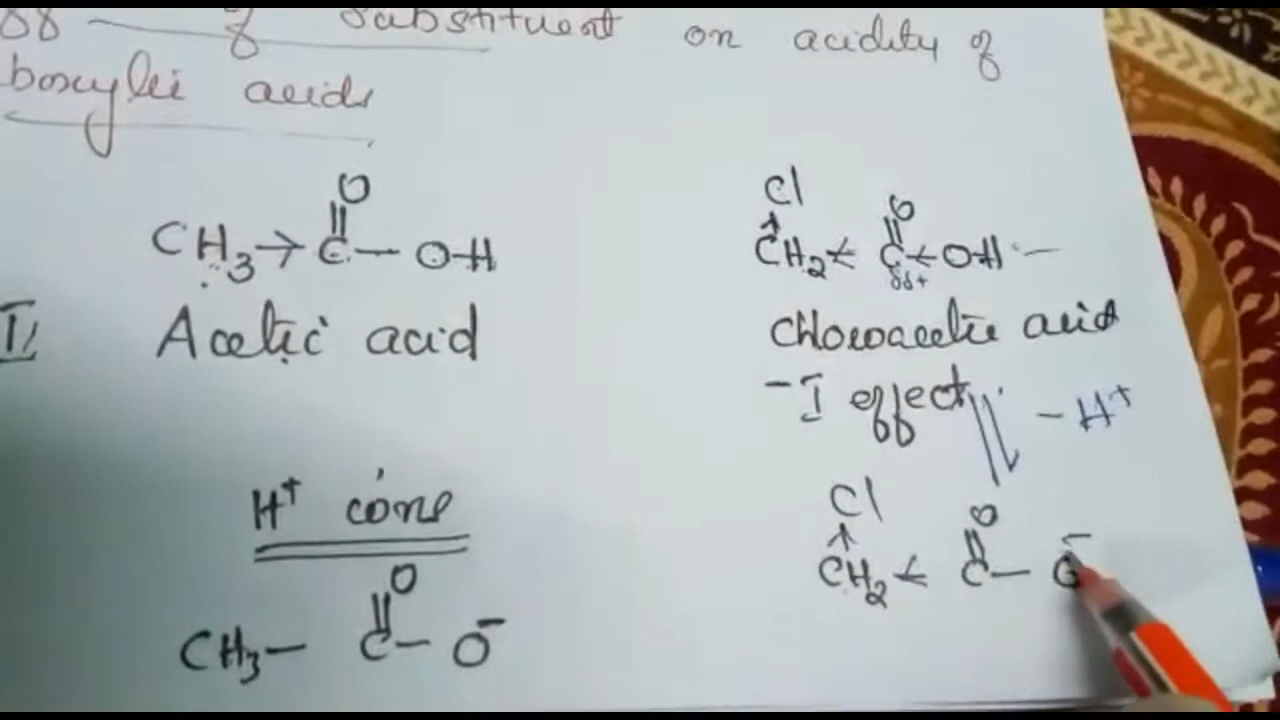 of substituent on acidity of
boxylic acids
O
CH3→C—OH
Acetic acid
Cl
CH2 C OH
δδ+
Chloroacetic acid
-I effect
-H+
I
H+ conc
O
CH3— C— O-
Cl
O
CH2 C— O-